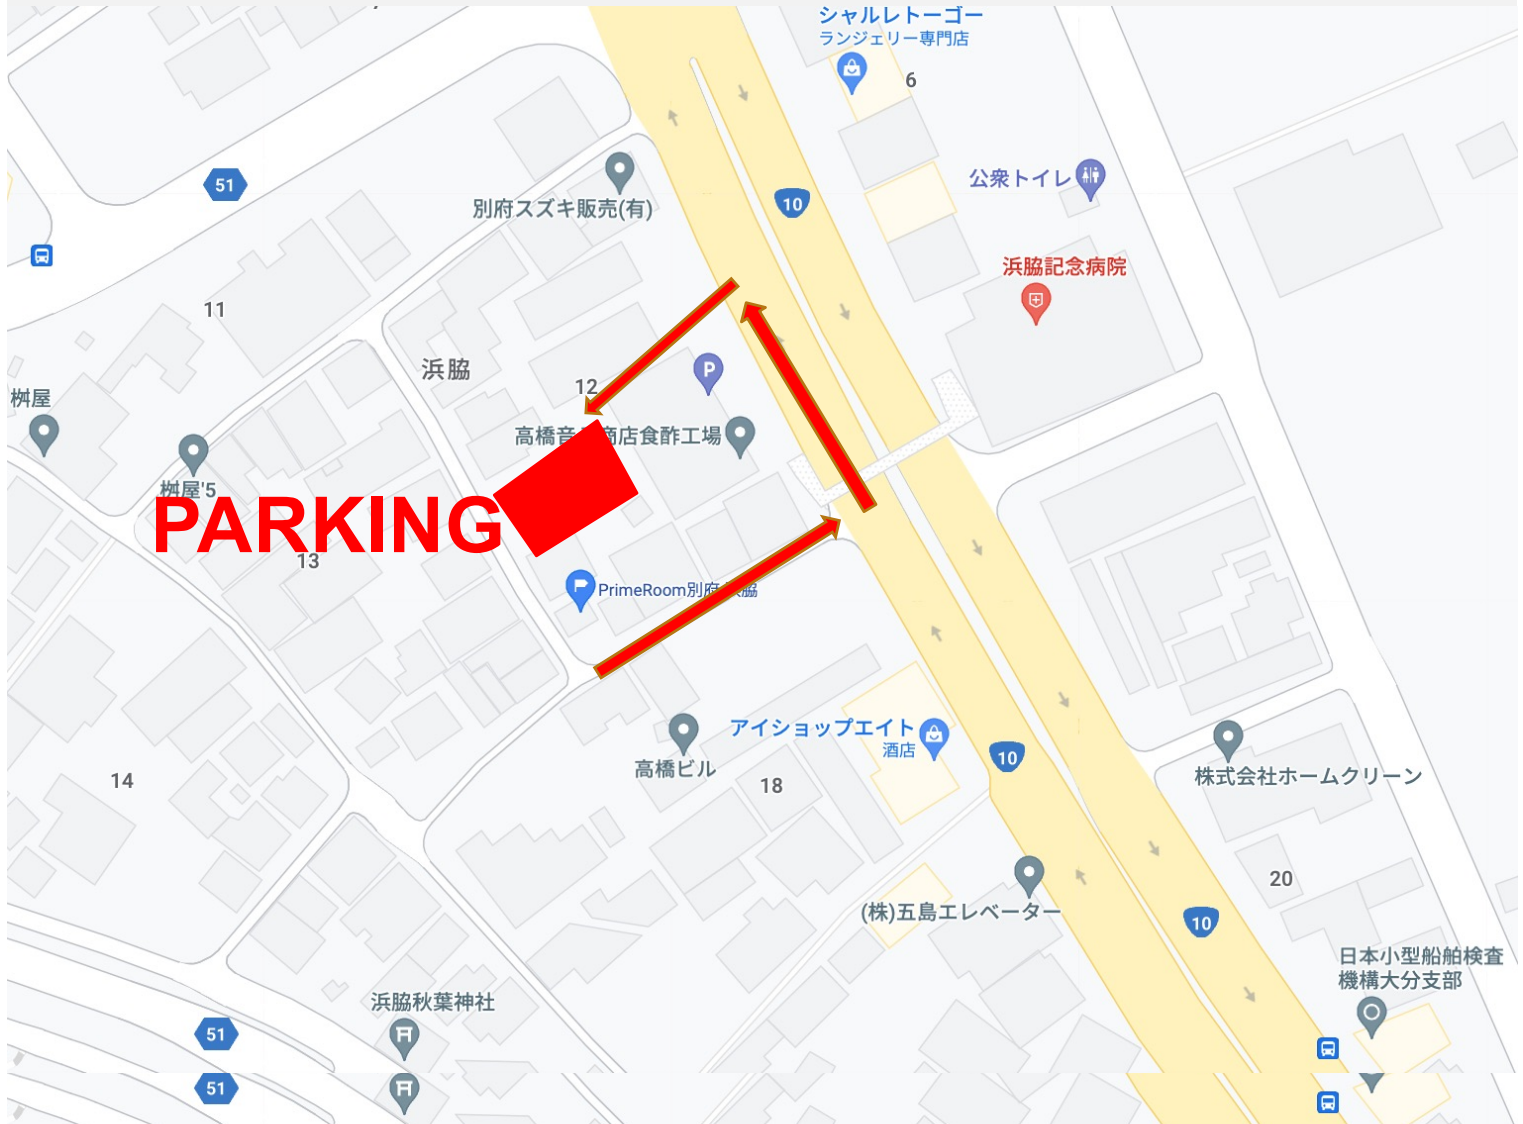 シャルレトーゴー
ランジェリー専門店
6
公衆トイレ
51
10
別府スズキ販売(有)
浜脇記念病院
11
浜脇
P
12
桝屋
高橋音
商店食酢工場
桝屋'5
PARKING
13
PrimeRoom別府
脇
アイショップエイト
酒店
10
高橋ビル
株式会社ホームクリーン
14
18
20
(株)五島エレベーター
10
日本小型船舶検査
機構大分支部
浜脇秋葉神社
51
51